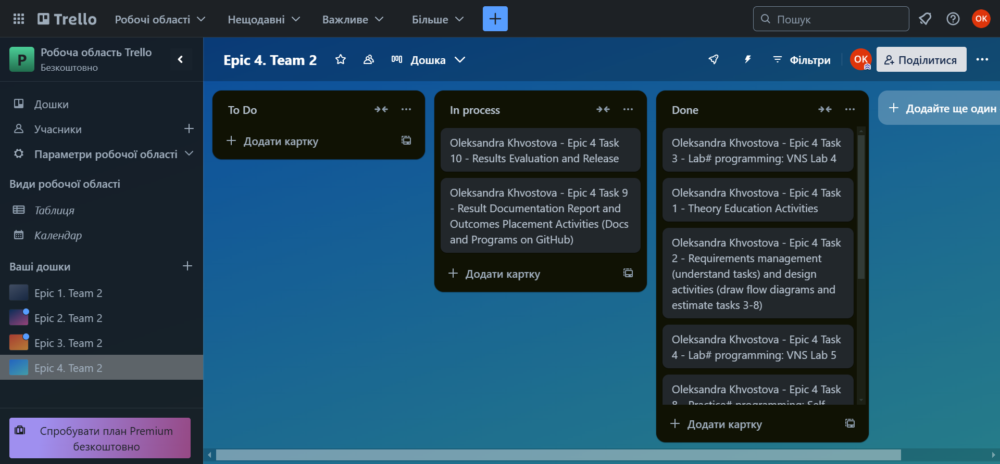 Trello
Робочі області
Нещодавні
Важливе
Більше
Пошук
OK
P
Робоча область Trello
Безкоштовно
Дошки
Учасники
Параметри робочої області
Види робочої області
Таблиця
Календар
Ваші дошки
Epic 1. Team 2
Epic 2. Team 2
Epic 3. Team 2
Epic 4. Team 2
Спробувати план Premium
безкоштовно
Epic 4. Team 2
Дошка
Фільтри
OK
Поділитися
To Do
Додати картку
In process
Oleksandra Khvostova - Epic 4 Task
10 - Results Evaluation and Release
Oleksandra Khvostova - Epic 4 Task 9
- Result Documentation Report and
Outcomes Placement Activities (Docs
and Programs on GitHub)
Додати картку
Done
Oleksandra Khvostova - Epic 4 Task
3 - Lab# programming: VNS Lab 4
Oleksandra Khvostova - Epic 4 Task
1 - Theory Education Activities
Oleksandra Khvostova - Epic 4 Task
2 - Requirements management
(understand tasks) and design
activities (draw flow diagrams and
estimate tasks 3-8)
Oleksandra Khvostova - Epic 4 Task
4 - Lab# programming: VNS Lab 5
Oleksandra Khvostova - Epic 4 Task
8 - Practice# programming: Self
Додати картку
Додайте ще один